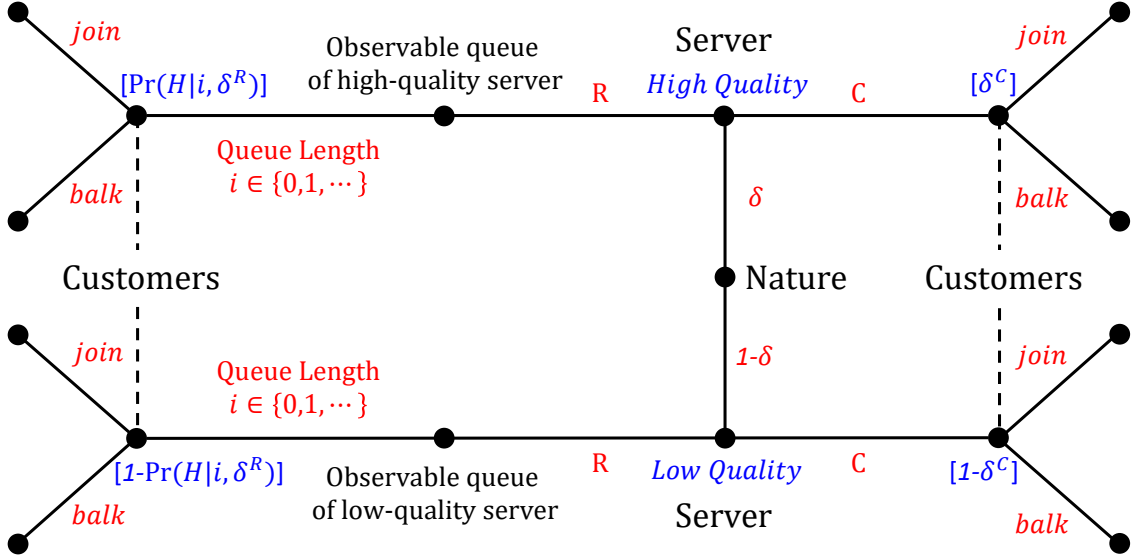 join
Observable queue
of high-quality server
Server
join
[Pr(H|i, δ^R)]
R
High Quality
C
[δ^C]
Queue Length
i ∈ {0,1, ⋯}
balk
δ
balk
Customers
Nature
Customers
join
Queue Length
i ∈ {0,1, ⋯}
1-δ
join
[1-Pr(H|i, δ^R)]
Observable queue
of low-quality server
R
Low Quality
C
[1-δ^C]
balk
Server
balk